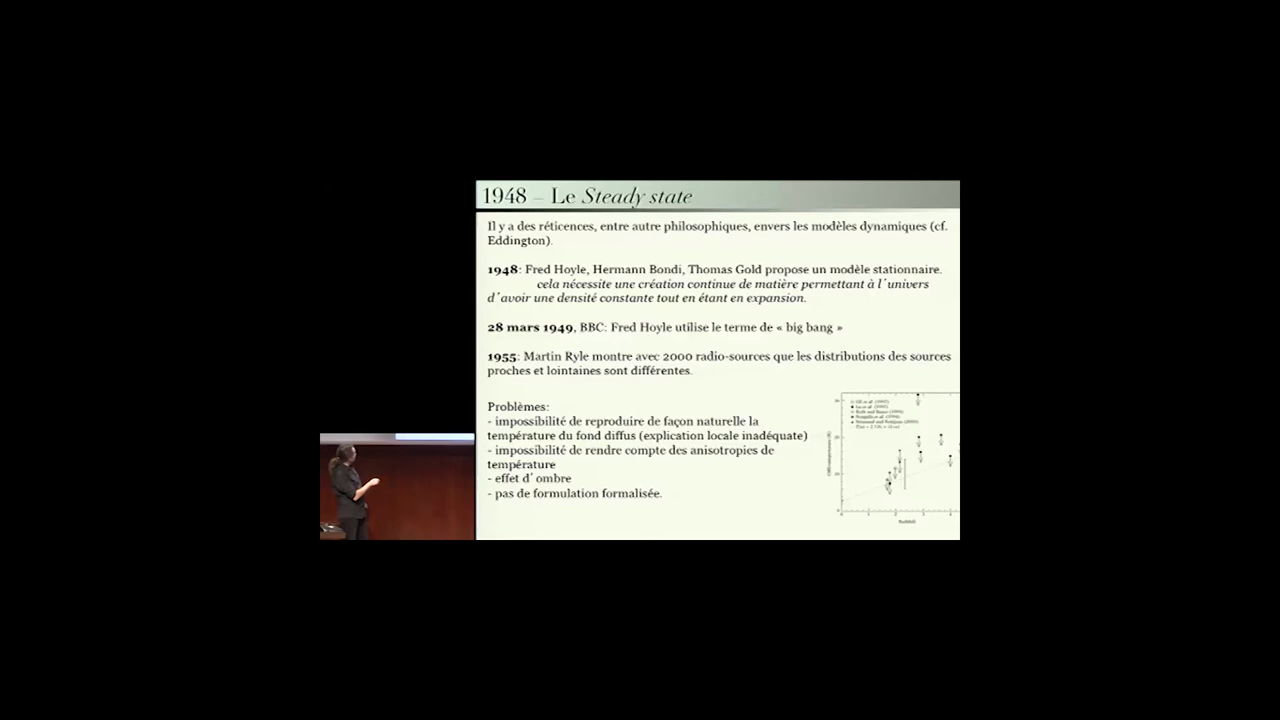 1948 – Le Steady state
Il y a des réticences, entre autre philosophiques, envers les modèles dynamiques (cf.
Eddington).
1948: Fred Hoyle, Hermann Bondi, Thomas Gold propose un modèle stationnaire.
cela nécessite une création continue de matière permettant à l'univers
d'avoir une densité constante tout en étant en expansion.
28 mars 1949, BBC: Fred Hoyle utilise le terme de « big bang »
1955: Martin Ryle montre avec 2000 radio-sources que les distributions des sources
proches et lointaines sont différentes.
Problèmes:
- impossibilité de reproduire de façon naturelle la
température du fond diffus (explication locale inadéquate)
- impossibilité de rendre compte des anisotropies de
température
- effet d'ombre
- pas de formulation formalisée.